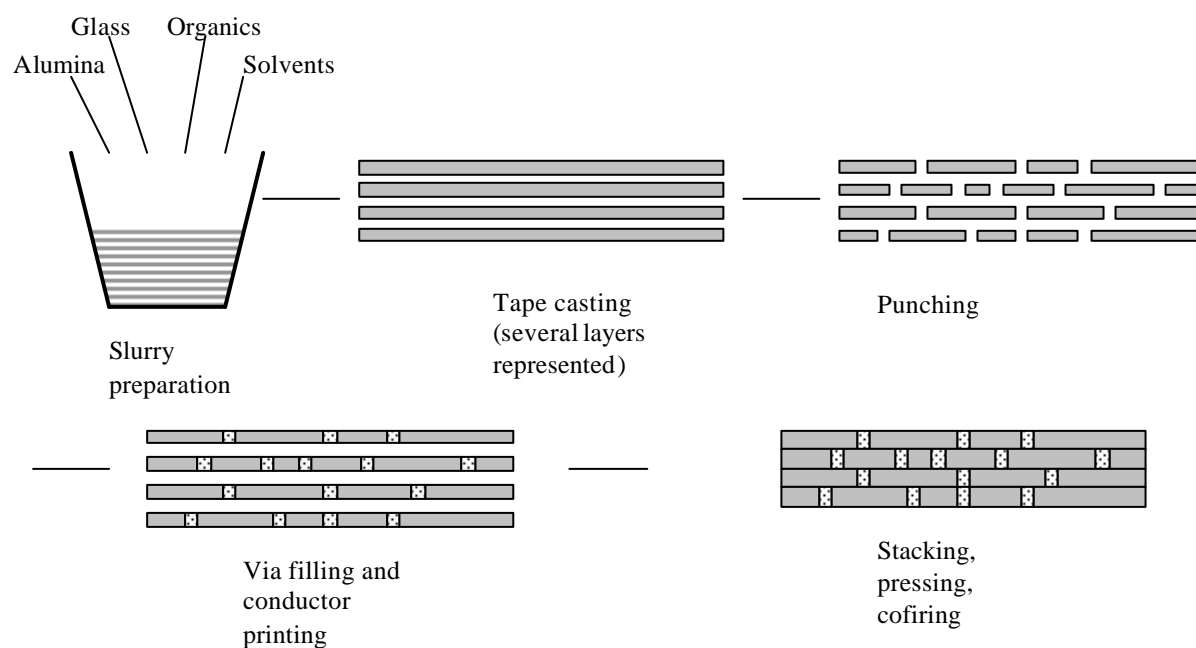 Glass Organics
Alumina Solvents
Slurry
preparation
Tape casting
(several layers
represented)
Punching
Via filling and
conductor
printing
Stacking,
pressing,
cofiring